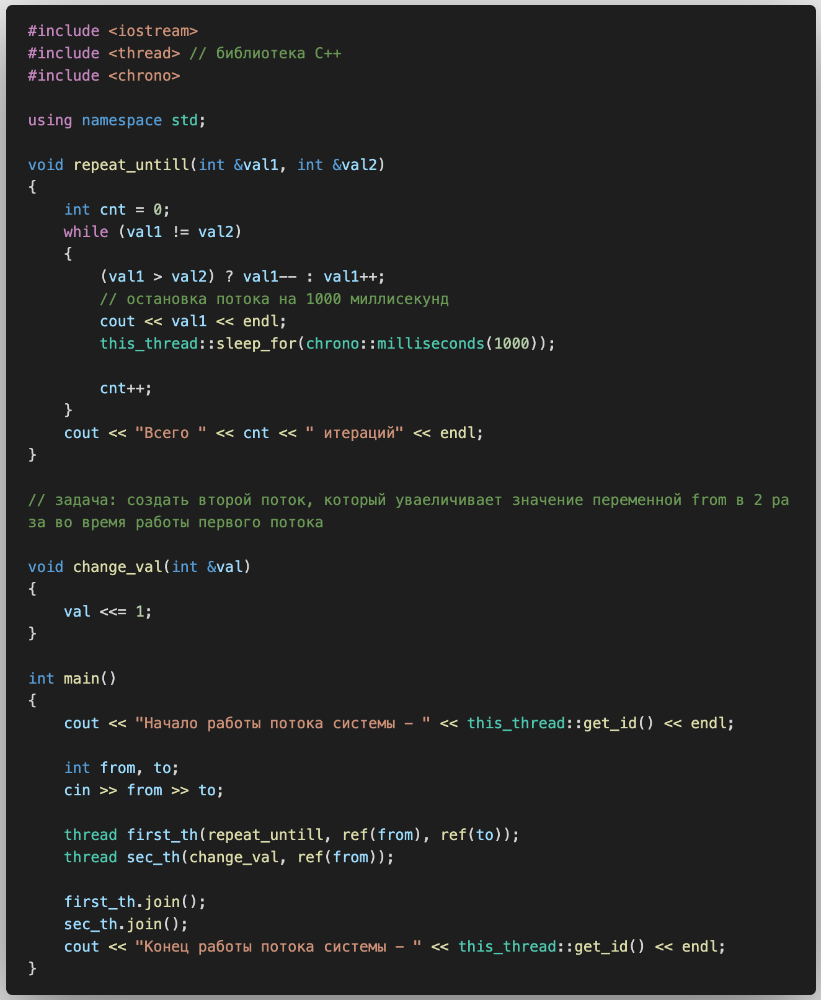 #include <iostream>
#include <thread> // библиотека C++
#include <chrono>

using namespace std;

void repeat_untill(int &val1, int &val2)
{
    int cnt = 0;
    while (val1 != val2)
    {
        (val1 > val2) ? val1-- : val1++;
        // остановка потока на 1000 миллисекунд
        cout << val1 << endl;
        this_thread::sleep_for(chrono::milliseconds(1000));

        cnt++;
    }
    cout << "Всего " << cnt << " итераций" << endl;
}

// задача: создать второй поток, который уваеличивает значение переменной from в 2 ра
за во время работы первого потока

void change_val(int &val)
{
    val <<= 1;
}

int main()
{
    cout << "Начало работы потока системы – " << this_thread::get_id() << endl;

    int from, to;
    cin >> from >> to;

    thread first_th(repeat_untill, ref(from), ref(to));
    thread sec_th(change_val, ref(from));

    first_th.join();
    sec_th.join();
    cout << "Конец работы потока системы – " << this_thread::get_id() << endl;
}